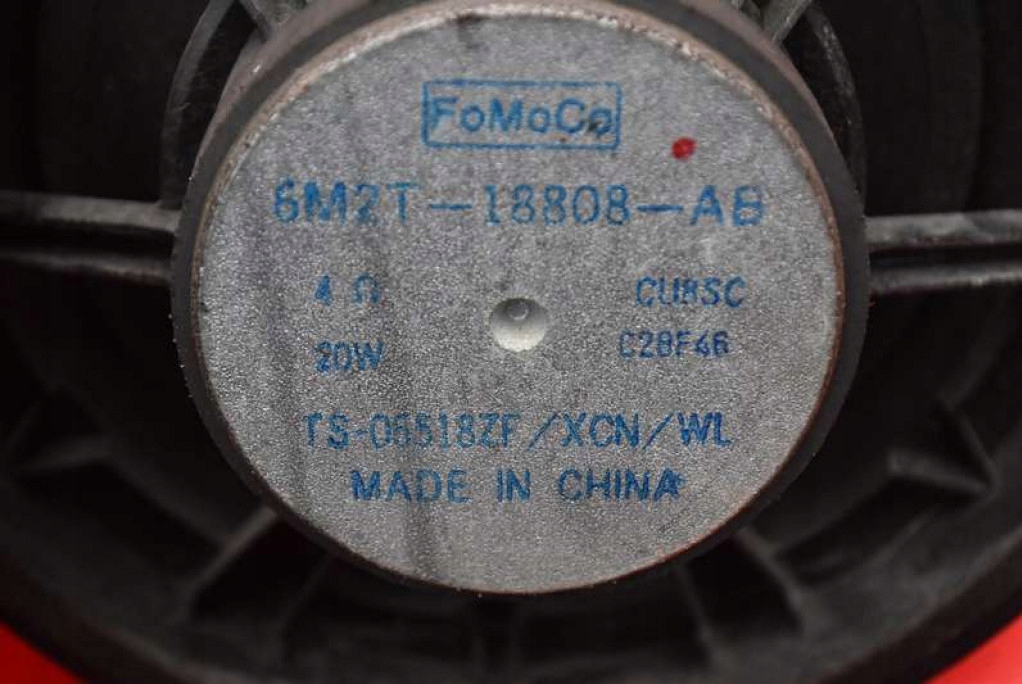 FoMoCo
6M2T-18808-AB
4 Ω CU8SC
20W C28F46
TS-06518ZF/XCN/WL
MADE IN CHINA